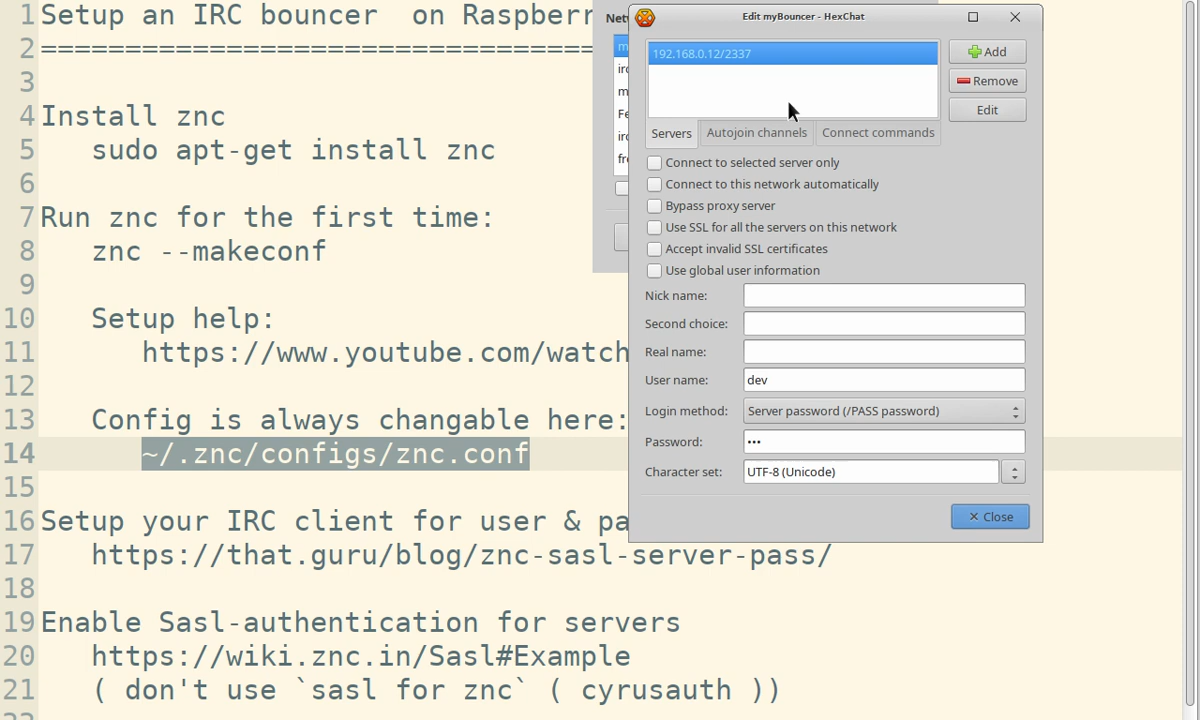 1 Setup an IRC bouncer  on Raspberr
2 ==================================
3
4 Install znc
5    sudo apt-get install znc
6
7 Run znc for the first time:
8    znc --makeconf
9
10    Setup help:
11       https://www.youtube.com/watch
12
13    Config is always changable here:
14       ~/.znc/configs/znc.conf
15
16 Setup your IRC client for user & pa
17    https://that.guru/blog/znc-sasl-server-pass/
18
19 Enable Sasl-authentication for servers
20    https://wiki.znc.in/Sasl#Example
21    ( don't use `sasl for znc` ( cyrusauth ))
Net
m
irc
m
Fe
irc
fre
Edit myBouncer - HexChat
192.168.0.12/2337
Add
Remove
Edit
Servers Autojoin channels Connect commands
Connect to selected server only
Connect to this network automatically
Bypass proxy server
Use SSL for all the servers on this network
Accept invalid SSL certificates
Use global user information
Nick name:
Second choice:
Real name:
User name: dev
Login method: Server password (/PASS password)
Password: •••
Character set: UTF-8 (Unicode)
Close